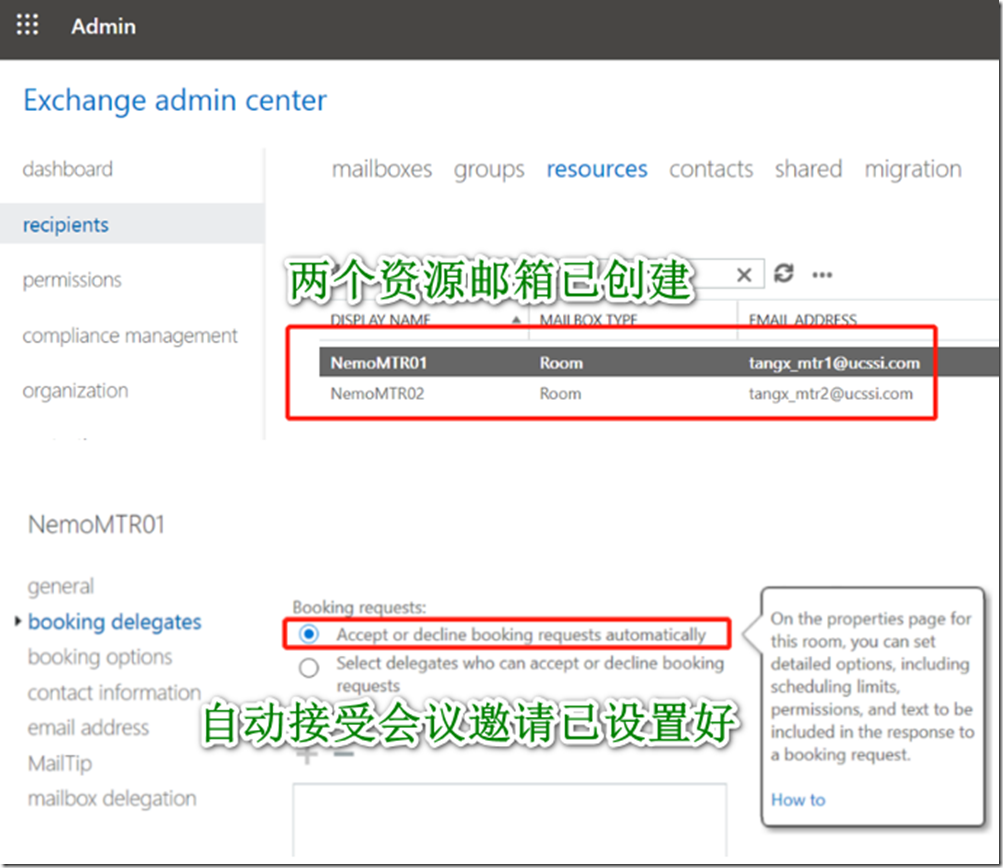 Admin
Exchange admin center
dashboard
recipients
permissions
compliance management
organization
mailboxes groups resources contacts shared migration
两个资源邮箱已创建
DISPLAY NAME MAILBOX TYPE EMAIL ADDRESS
NemoMTR01 Room tangx_mtr1@ucssi.com
NemoMTR02 Room tangx_mtr2@ucssi.com
NemoMTR01
general
booking delegates
booking options
contact information
email address
MailTip
mailbox delegation
Booking requests:
Accept or decline booking requests automatically
Select delegates who can accept or decline booking
requests
自动接受会议邀请已设置好
On the properties page for
this room, you can set
detailed options, including
scheduling limits,
permissions, and text to be
included in the response to
a booking request.
How to